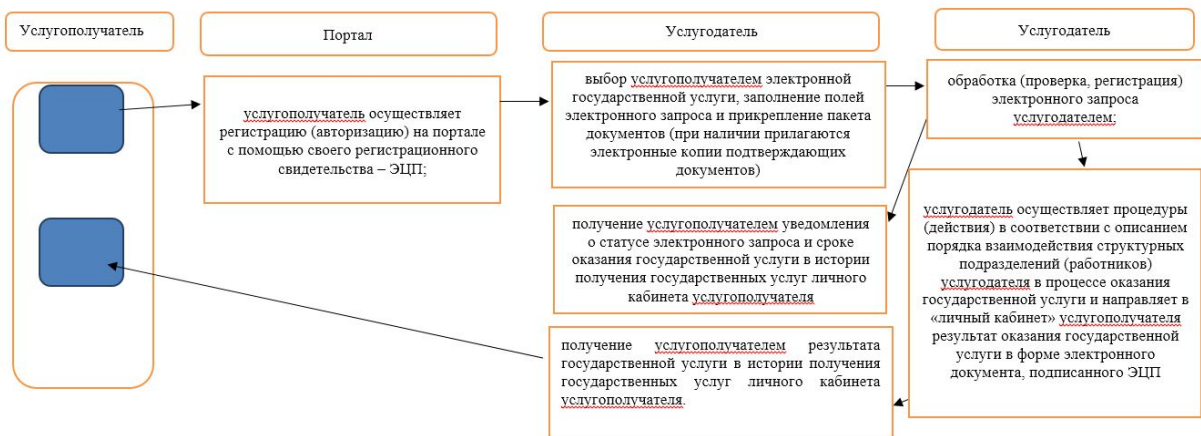 Услугополучатель
Портал
Услугодатель
Услугодатель
услугополучатель осуществляет
регистрацию (авторизацию) на портале
с помощью своего регистрационного
свидетельства – ЭЦП;
выбор услугополучателем электронной
государственной услуги, заполнение полей
электронного запроса и прикрепление пакета
документов (при наличии прилагаются
электронные копии подтверждающих
документов)
обработка (проверка, регистрация)
электронного запроса
услугодателем;
получение услугополучателем уведомления
о статусе электронного запроса и сроке
оказания государственной услуги в истории
получения государственных услуг личного
кабинета услугополучателя
услугодатель осуществляет процедуры
(действия) в соответствии с описанием
порядка взаимодействия структурных
подразделений (работников)
услугодателя в процессе оказания
государственной услуги и направляет в
«личный кабинет» услугополучателя
результат оказания государственной
услуги в форме электронного
документа, подписанного ЭЦП
получение услугополучателем результата
государственной услуги в истории получения
государственных услуг личного кабинета
услугополучателя.